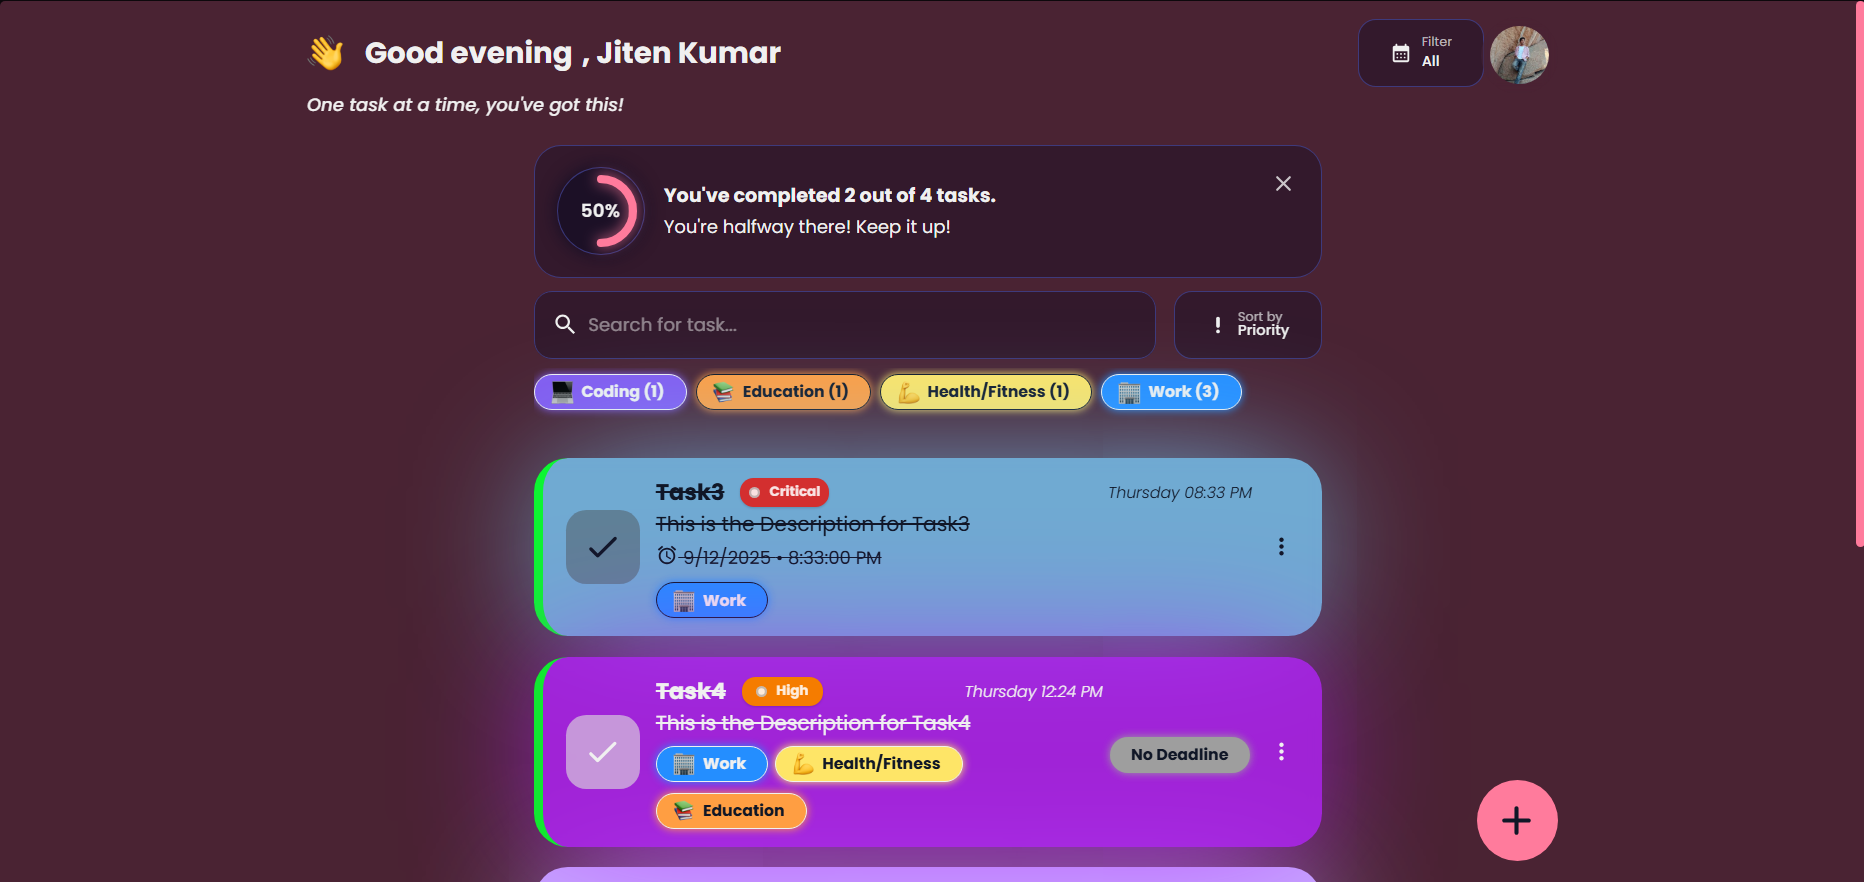 Good evening , Jiten Kumar
Filter
All
One task at a time, you've got this!
50%
You've completed 2 out of 4 tasks.
You're halfway there! Keep it up!
Search for task...
Sort by
Priority
Coding (1)
Education (1)
Health/Fitness (1)
Work (3)
Task3
Critical
Thursday 08:33 PM
This is the Description for Task3
9/12/2025 • 8:33:00 PM
Work
Task4
High
Thursday 12:24 PM
This is the Description for Task4
Work
Health/Fitness
No Deadline
Education